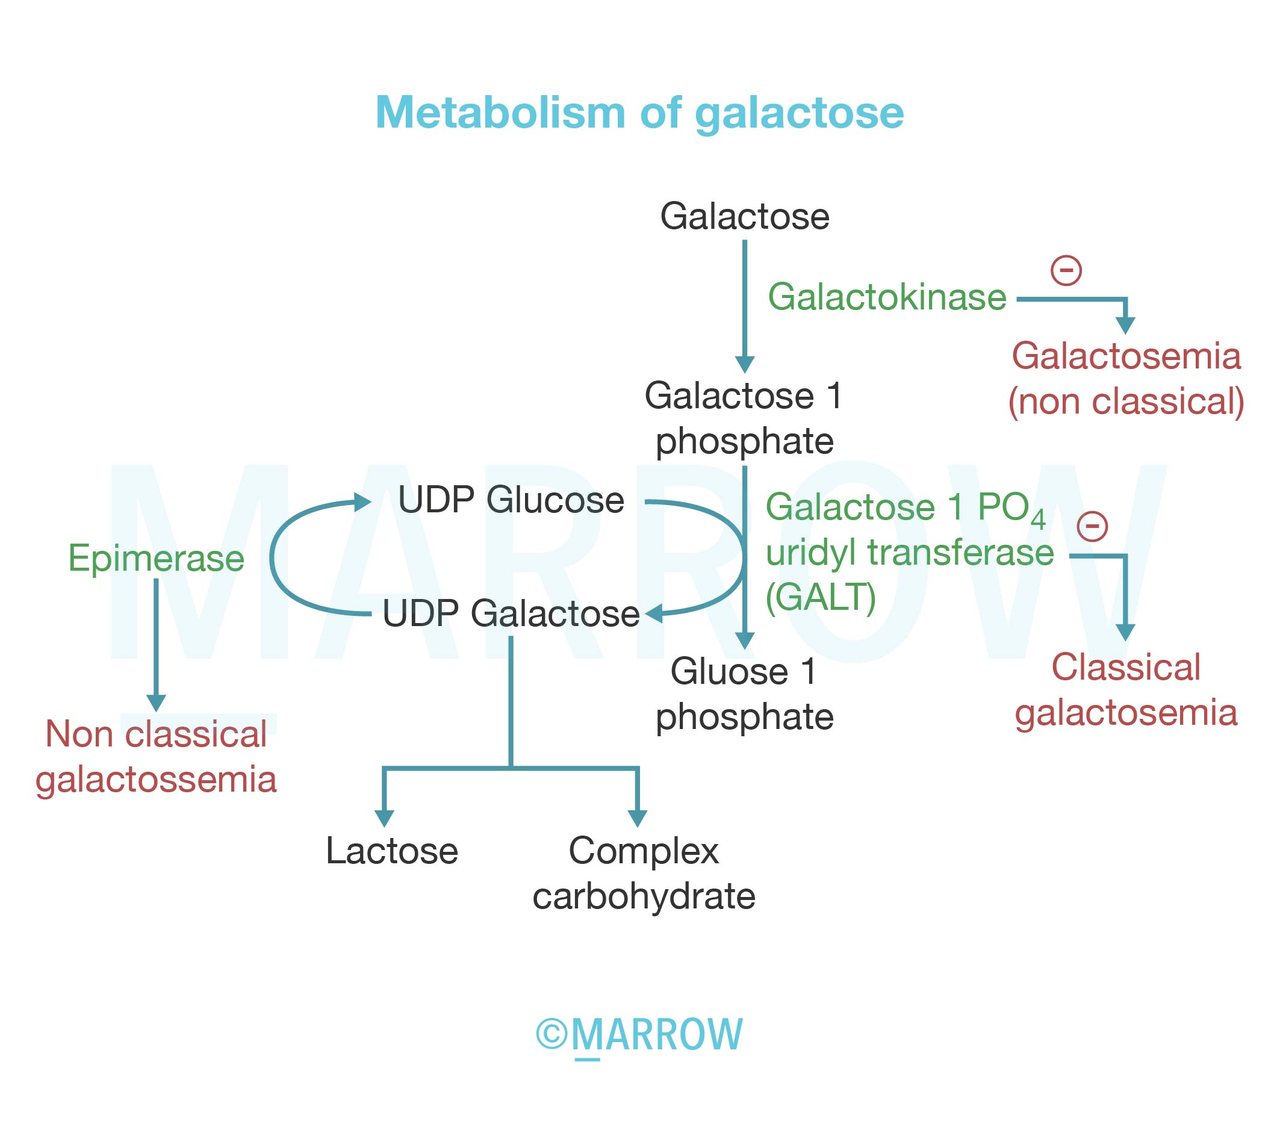 Metabolism of galactose
Galactose
Galactokinase
⊖
Galactosemia
(non classical)
Galactose 1
phosphate
UDP Glucose
Galactose 1 PO₄
uridyl transferase
(GALT)
⊖
Epimerase
UDP Galactose
Gluose 1
phosphate
Classical
galactosemia
Non classical
galactossemia
Lactose
Complex
carbohydrate
MARROW
©MARROW